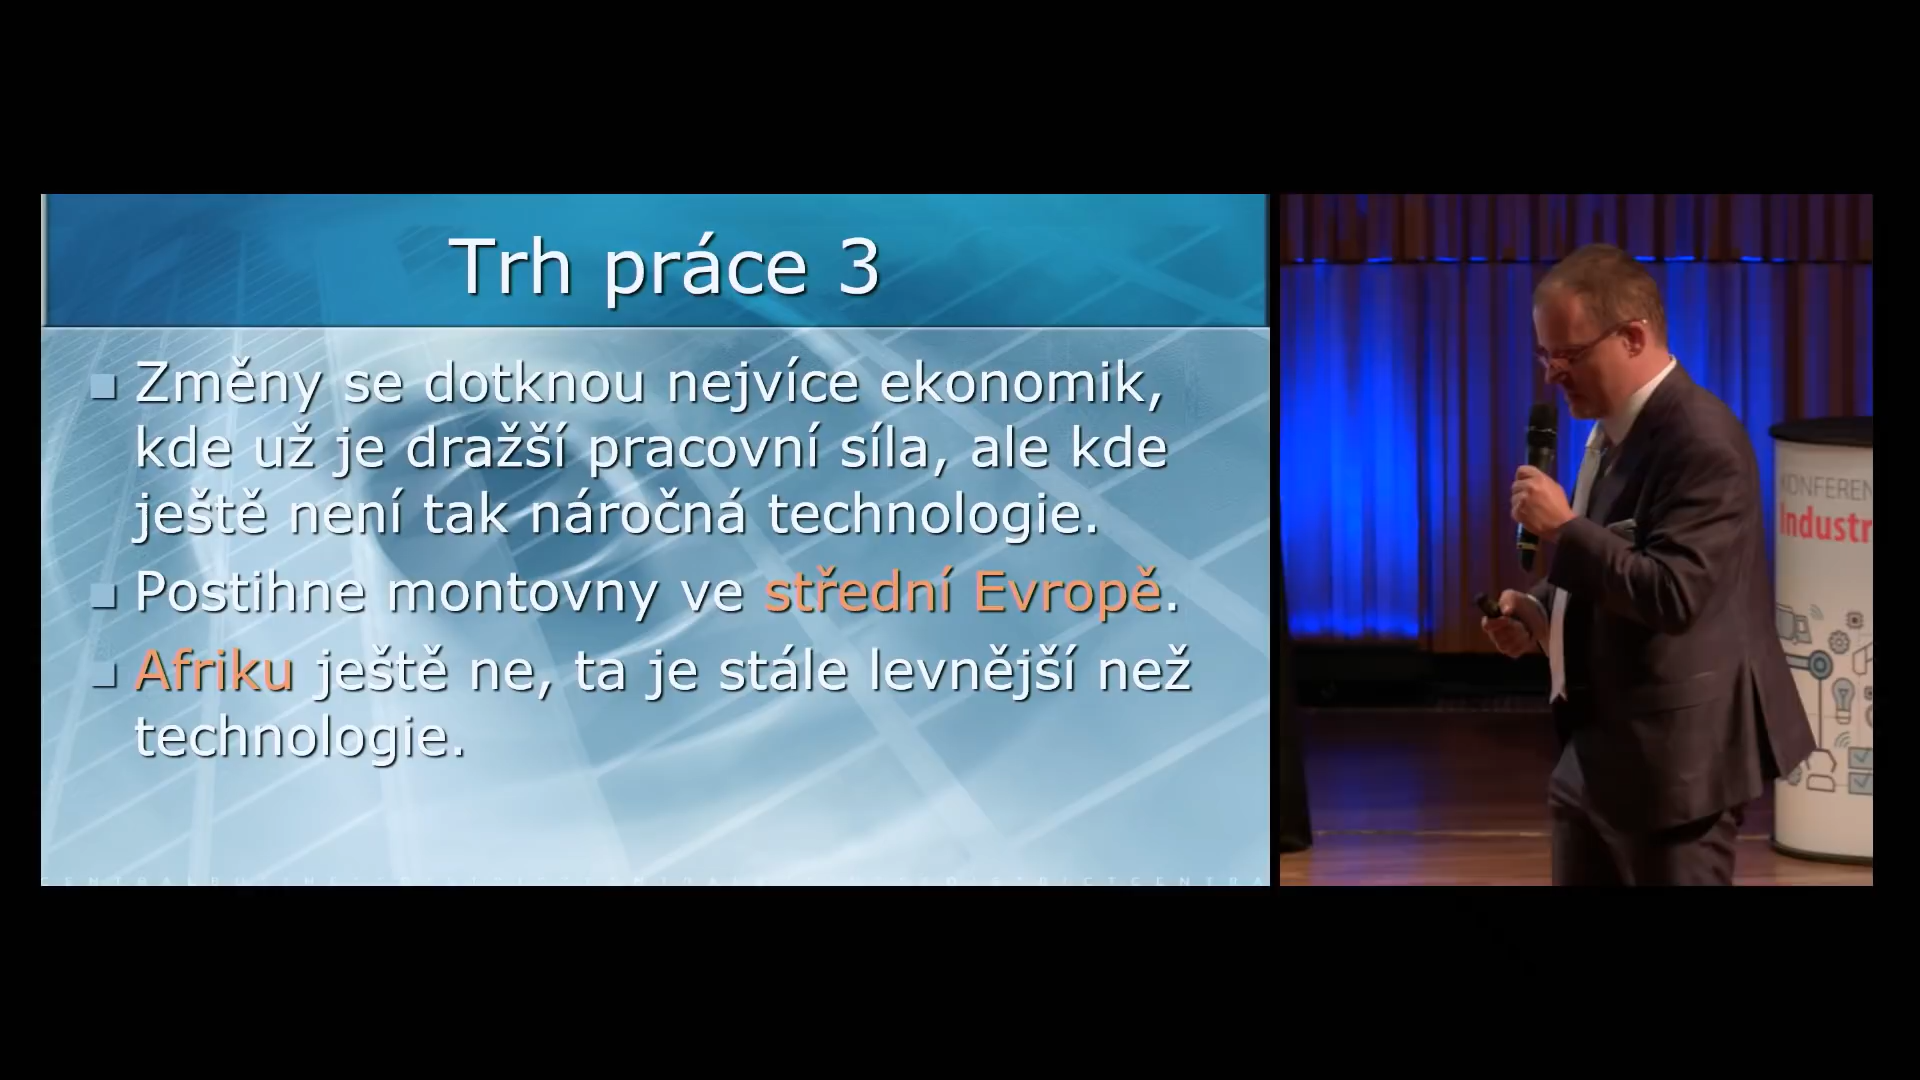 Trh práce 3
Změny se dotknou nejvíce ekonomik,
kde už je dražší pracovní síla, ale kde
ještě není tak náročná technologie.
Postihne montovny ve střední Evropě.
Afriku ještě ne, ta je stále levnější než
technologie.
KONFEREN
Industr